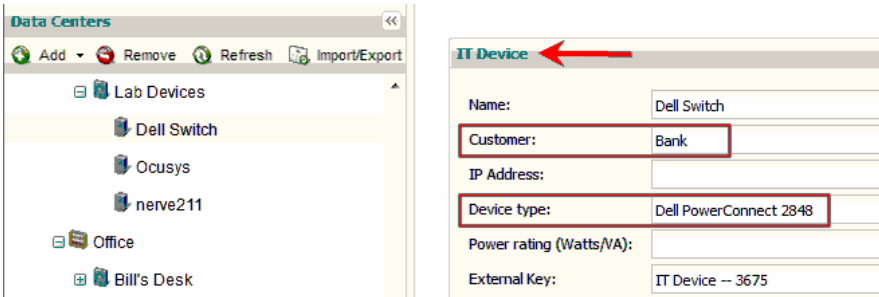 Data Centers
Add Remove Refresh Import/Export
Lab Devices
Dell Switch
Ocusys
nerve211
Office
Bill's Desk
IT Device
Name: Dell Switch
Customer: Bank
IP Address:
Device type: Dell PowerConnect 2848
Power rating (Watts/VA):
External Key: IT Device -- 3675